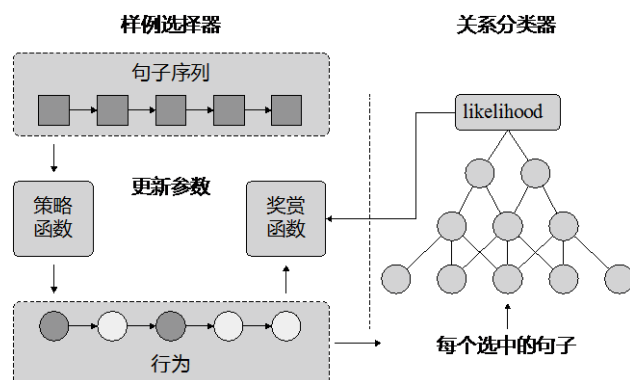 样例选择器
关系分类器
句子序列
likelihood
策略
函数
更新参数
奖赏
函数
行为
每个选中的句子